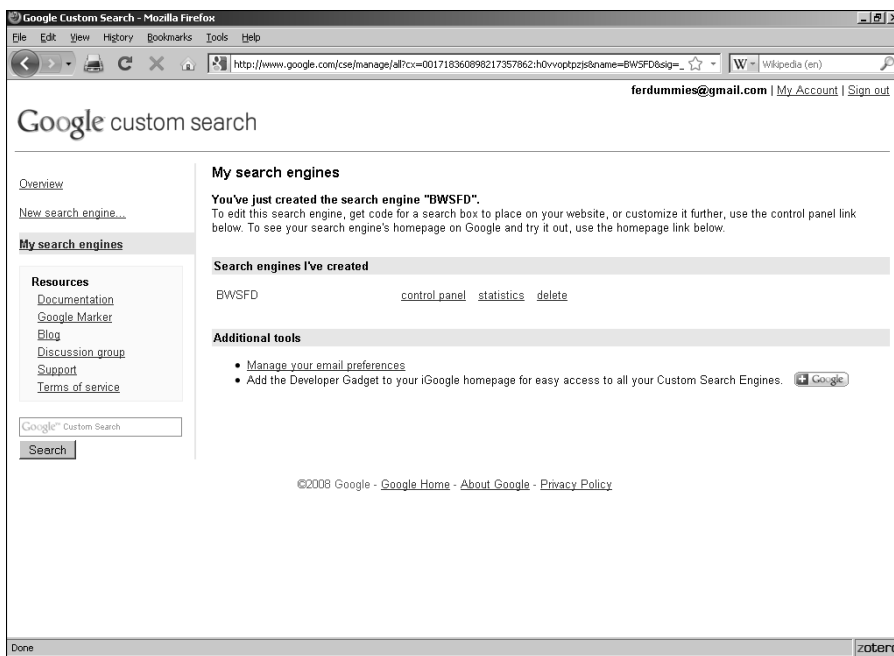 Google Custom Search - Mozilla Firefox
File Edit View History Bookmarks Tools Help
http://www.google.com/cse/manage/all?cx=001718360898217357862:h0vvoptpzjs&name=BWSFD&sig=_ W Wikipedia (en)
ferdummies@gmail.com | My Account | Sign out
Google custom search
Overview
New search engine...
My search engines
Resources
Documentation
Google Marker
Blog
Discussion group
Support
Terms of service
Google™ Custom Search
Search
My search engines
You've just created the search engine "BWSFD".
To edit this search engine, get code for a search box to place on your website, or customize it further, use the control panel link
below. To see your search engine's homepage on Google and try it out, use the homepage link below.
Search engines I've created
BWSFD control panel statistics delete
Additional tools
• Manage your email preferences
• Add the Developer Gadget to your iGoogle homepage for easy access to all your Custom Search Engines. Google
©2008 Google - Google Home - About Google - Privacy Policy
Done zotero